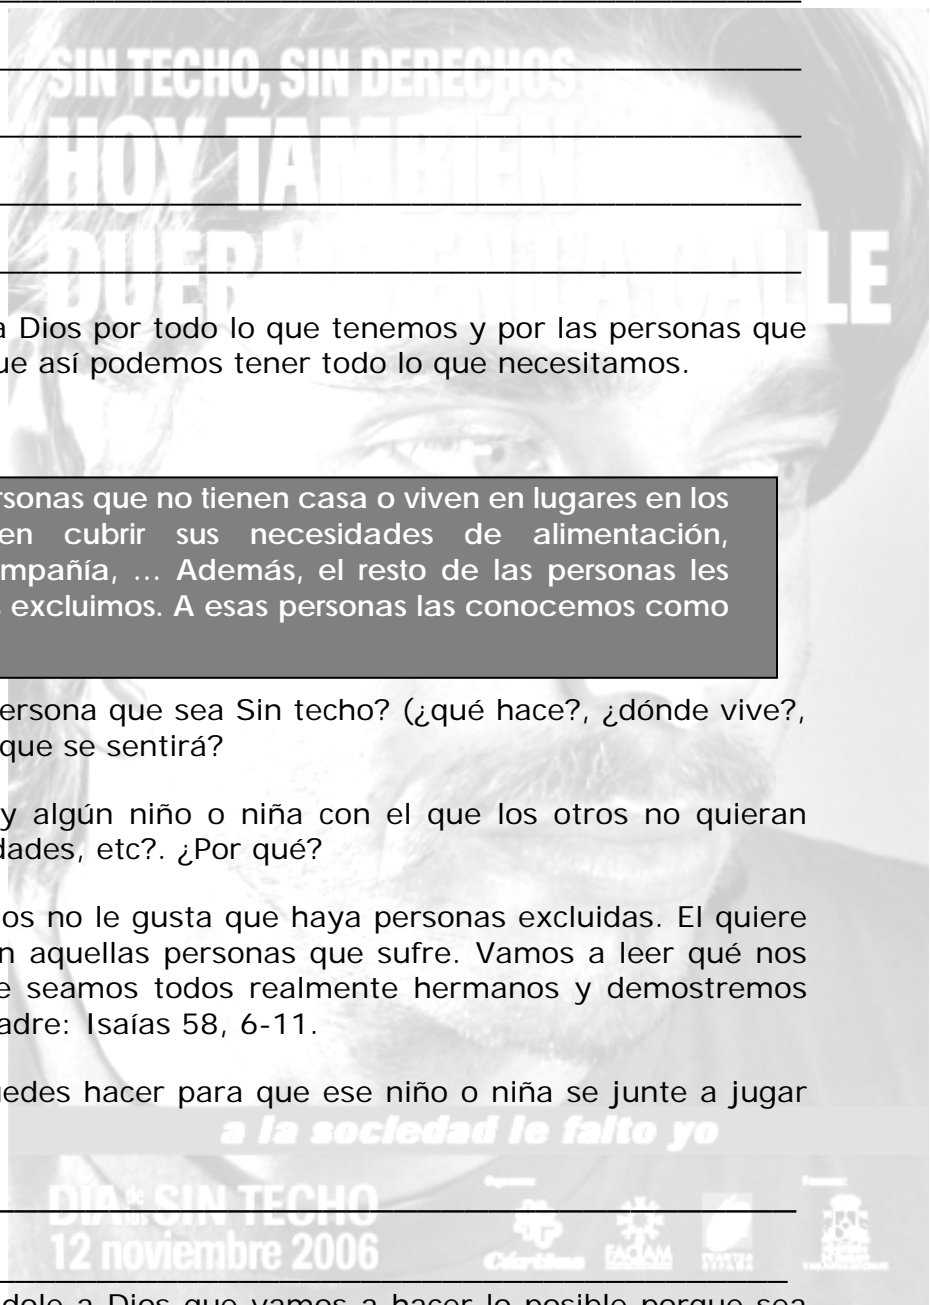 SIN TECHO, SIN DERECHOS
HOY TAMBIÉN
CALLE
a Dios por todo lo que tenemos y por las personas que
ue así podemos tener todo lo que necesitamos.
rsonas que no tienen casa o viven en lugares en los
en cubrir sus necesidades de alimentación,
mpañía, ... Además, el resto de las personas les
s excluimos. A esas personas las conocemos como
ersona que sea Sin techo? (¿qué hace?, ¿dónde vive?,
que se sentirá?
y algún niño o niña con el que los otros no quieran
dades, etc?. ¿Por qué?
os no le gusta que haya personas excluidas. El quiere
n aquellas personas que sufre. Vamos a leer qué nos
e seamos todos realmente hermanos y demostremos
adre: Isaías 58, 6-11.
uedes hacer para que ese niño o niña se junte a jugar
a la sociedad le falto yo
DÍA de los SIN TECHO
12 noviembre 2006
Cáritas FACIAM
dole a Dios que vamos a hacer lo posible porque sea